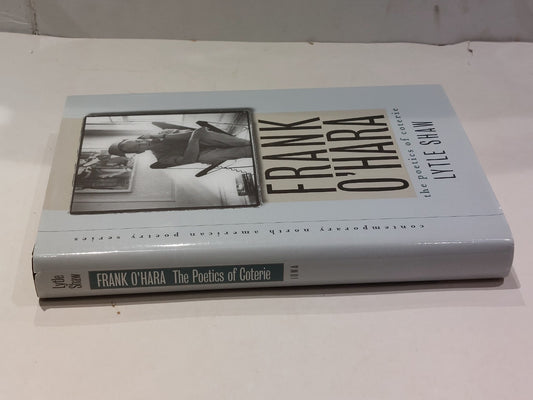 FRANK
O'HARA
the poetics of coterie
LYTLE SHAW
contemporary north american poetry series
Lytle
Shaw
FRANK O'HARA The Poetics of Coterie
IOWA